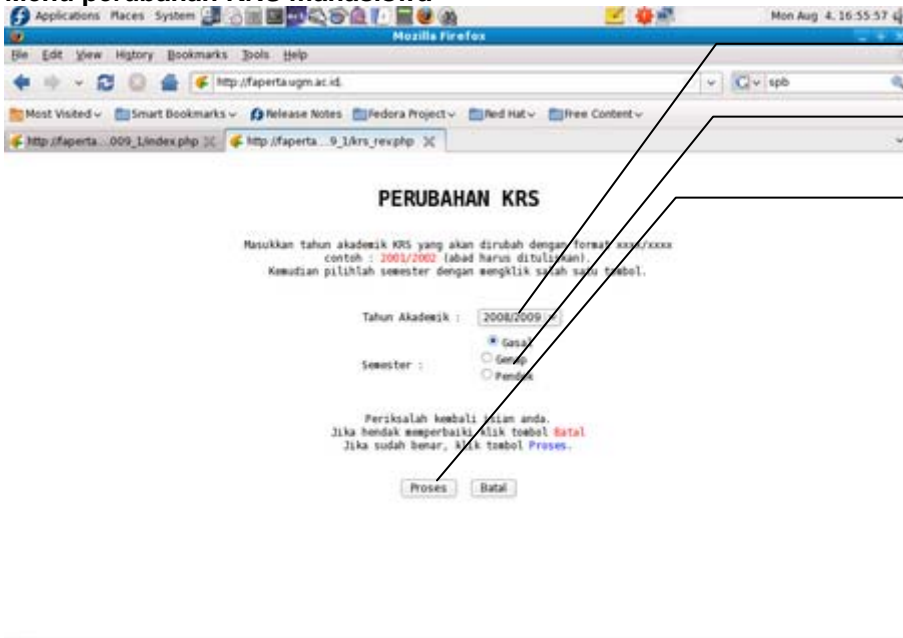 Menu perubahan KRS mahasiswa
Applications Places System
Mon Aug 4, 16:55:57
Mozilla Firefox
File Edit View History Bookmarks Tools Help
http://faperta.ugm.ac.id.
spb
Most Visited Smart Bookmarks Release Notes Fedora Project Red Hat Free Content
http://faperta...009_1/index.php http://faperta...9_1/krs_rev.php
PERUBAHAN KRS
Masukkan tahun akademik KRS yang akan dirubah dengan format xxxx/xxxx
contoh : 2001/2002 (abad harus dituliskan).
Kemudian pilihlah semester dengan mengklik salah satu tombol.
Tahun Akademik : 2008/2009
Gasal
Semester : Genap
Pendek
Periksalah kembali isian anda.
Jika hendak memperbaiki klik tombol Batal
Jika sudah benar, klik tombol Proses.
Proses Batal